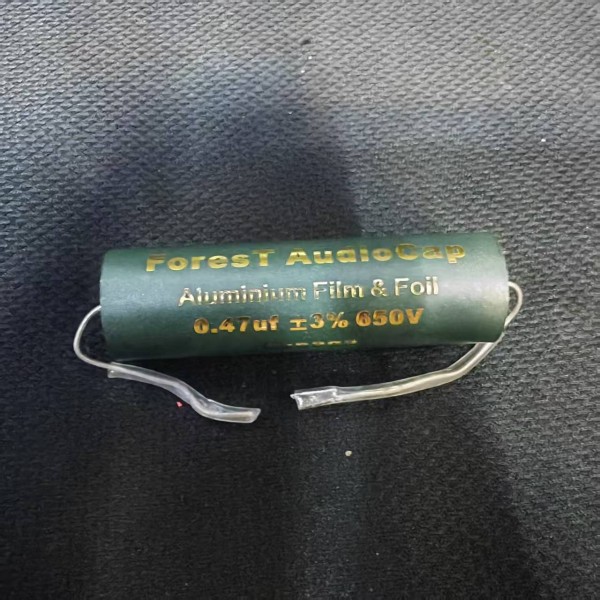 ForesT AudioCap
Aluminium Film & Foil
0.47uf ±3% 650V